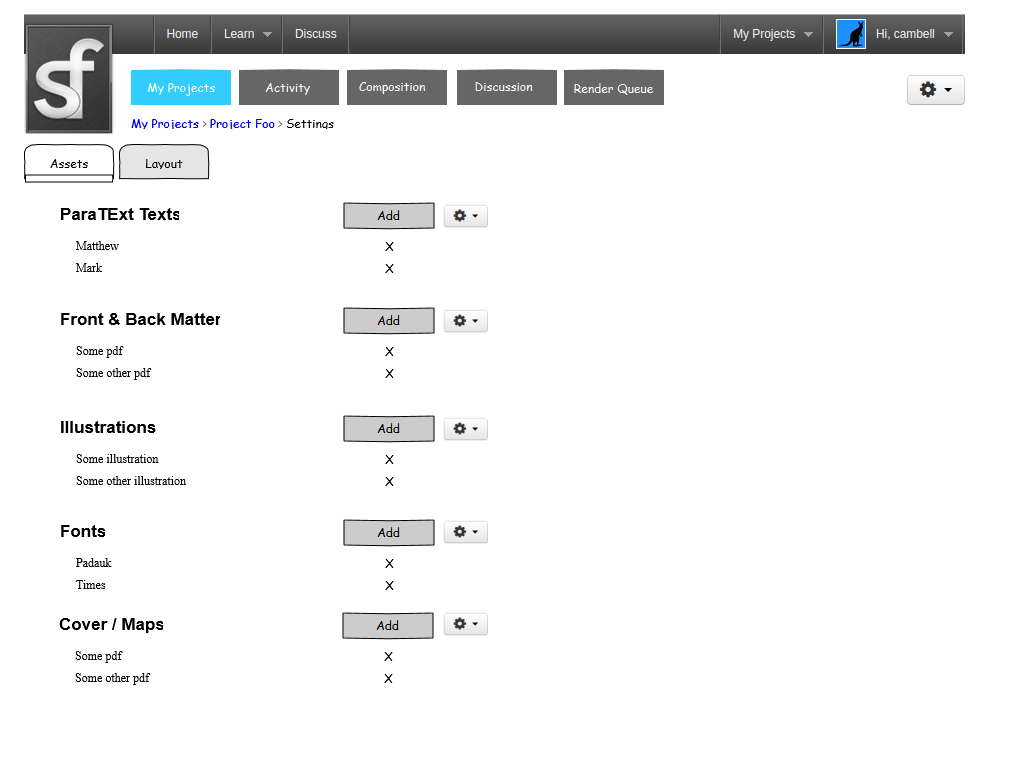 sf
Home Learn Discuss My Projects Hi, cambell
My Projects Activity Composition Discussion Render Queue
My Projects > Project Foo > Settings
Assets Layout
ParaTExt Texts Add
Matthew X
Mark X
Front & Back Matter Add
Some pdf X
Some other pdf X
Illustrations Add
Some illustration X
Some other illustration X
Fonts Add
Padauk X
Times X
Cover / Maps Add
Some pdf X
Some other pdf X